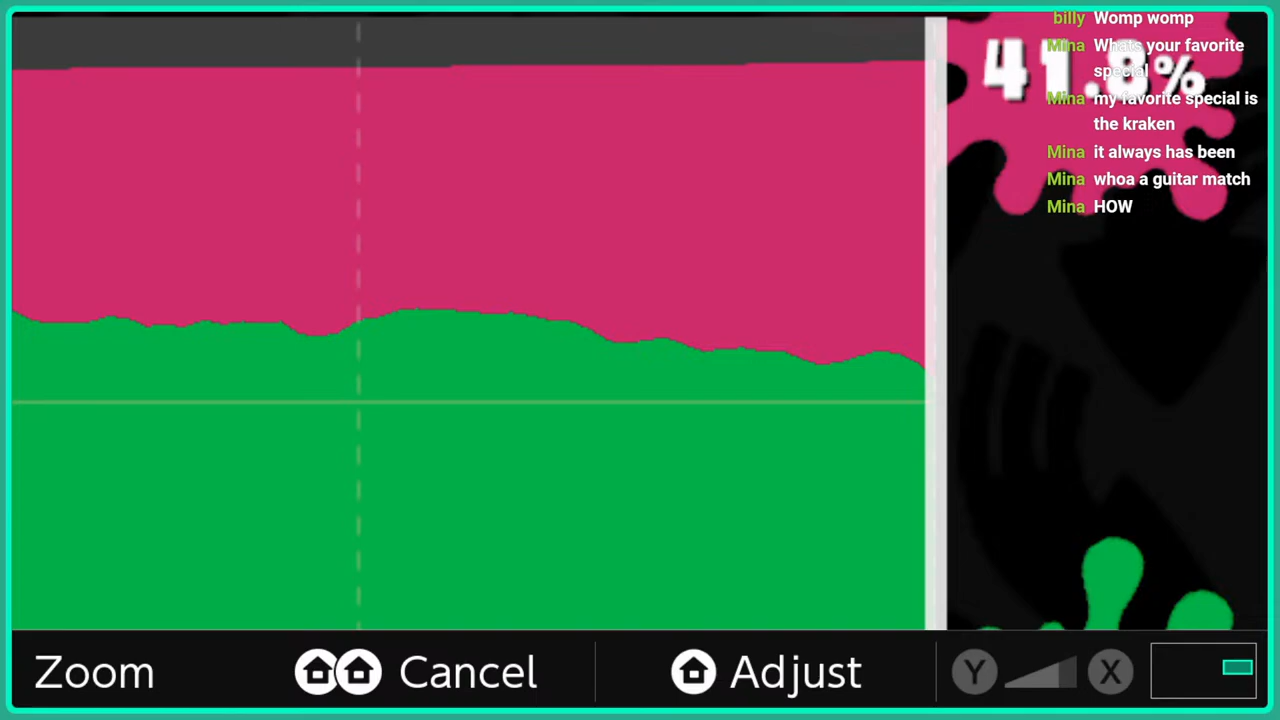 billy Womp womp
41.8%
Mina Whats your favorite
special
Mina my favorite special is
the kraken
Mina it always has been
Mina whoa a guitar match
Mina HOW
Zoom Cancel Adjust Y X